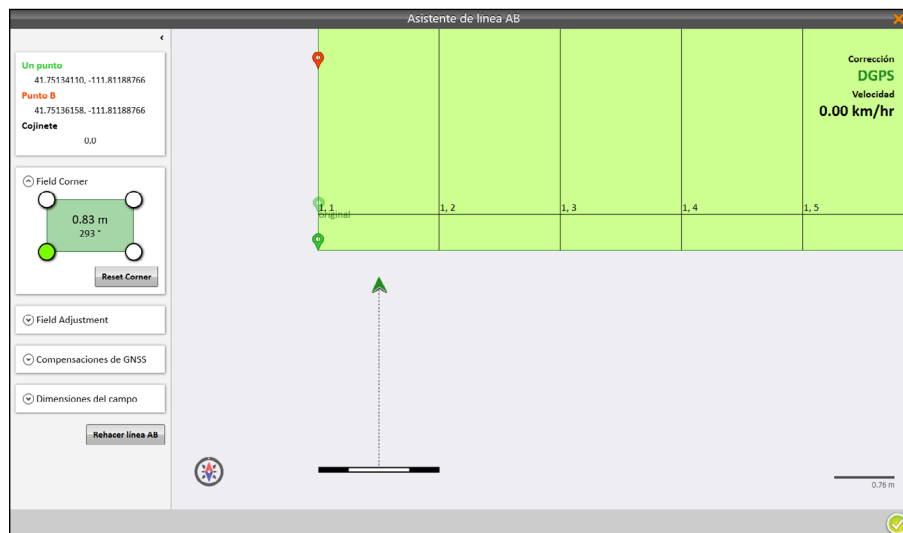 Asistente de línea AB
Un punto
41.75134110, -111.81188766
Punto B
41.75136158, -111.81188766
Cojinete
0,0
Field Corner
0.83 m
293 °
Reset Corner
Field Adjustment
Compensaciones de GNSS
Dimensiones del campo
Rehacer línea AB
Corrección
DGPS
Velocidad
0.00 km/hr
1, 1
1, 2
1, 3
1, 4
1, 5
original
0.76 m